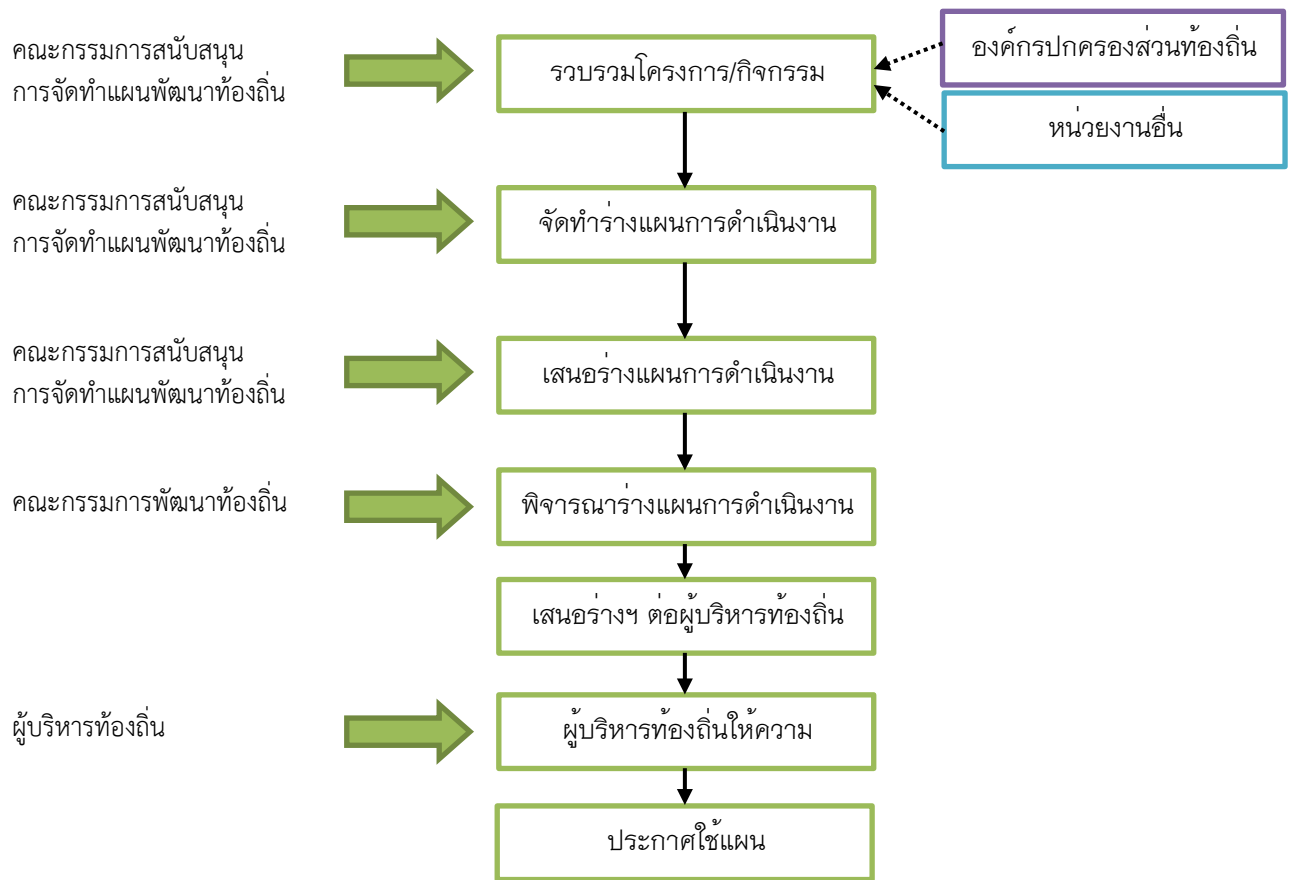 คณะกรรมการสนับสนุน
การจัดทำแผนพัฒนาท้องถิ่น
รวบรวมโครงการ/กิจกรรม
องค์กรปกครองส่วนท้องถิ่น
หน่วยงานอื่น
คณะกรรมการสนับสนุน
การจัดทำแผนพัฒนาท้องถิ่น
จัดทำร่างแผนการดำเนินงาน
คณะกรรมการสนับสนุน
การจัดทำแผนพัฒนาท้องถิ่น
เสนอร่างแผนการดำเนินงาน
คณะกรรมการพัฒนาท้องถิ่น
พิจารณาร่างแผนการดำเนินงาน
เสนอร่างฯ ต่อผู้บริหารท้องถิ่น
ผู้บริหารท้องถิ่น
ผู้บริหารท้องถิ่นให้ความ
ประกาศใช้แผน